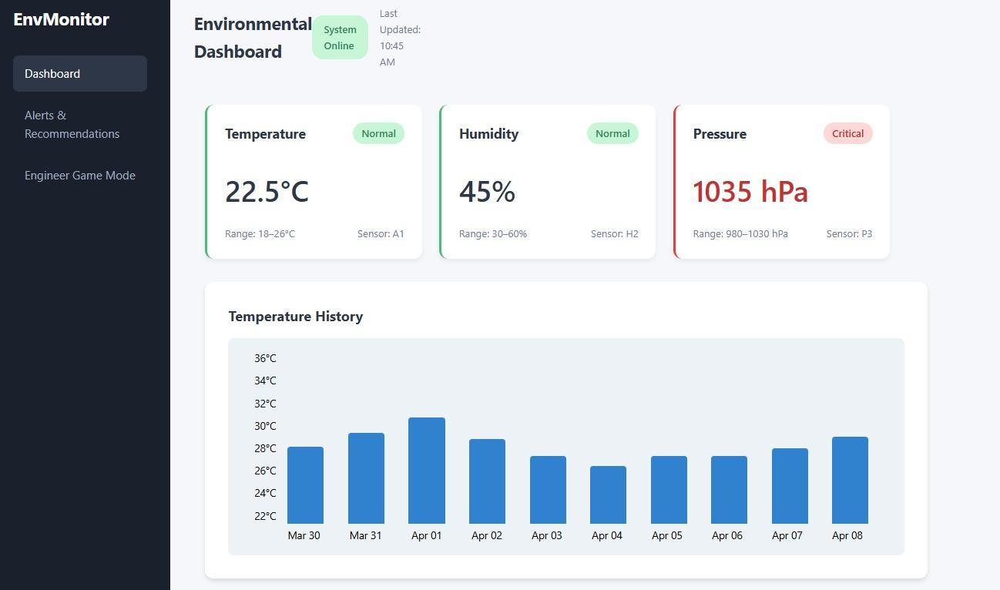 EnvMonitor
Dashboard
Alerts &
Recommendations
Engineer Game Mode
Environmental
Dashboard
System
Online
Last
Updated:
10:45
AM
Temperature
Normal
22.5°C
Range: 18–26°C
Sensor: A1
Humidity
Normal
45%
Range: 30–60%
Sensor: H2
Pressure
Critical
1035 hPa
Range: 980–1030 hPa
Sensor: P3
Temperature History
36°C
34°C
32°C
30°C
28°C
26°C
24°C
22°C
Mar 30
Mar 31
Apr 01
Apr 02
Apr 03
Apr 04
Apr 05
Apr 06
Apr 07
Apr 08